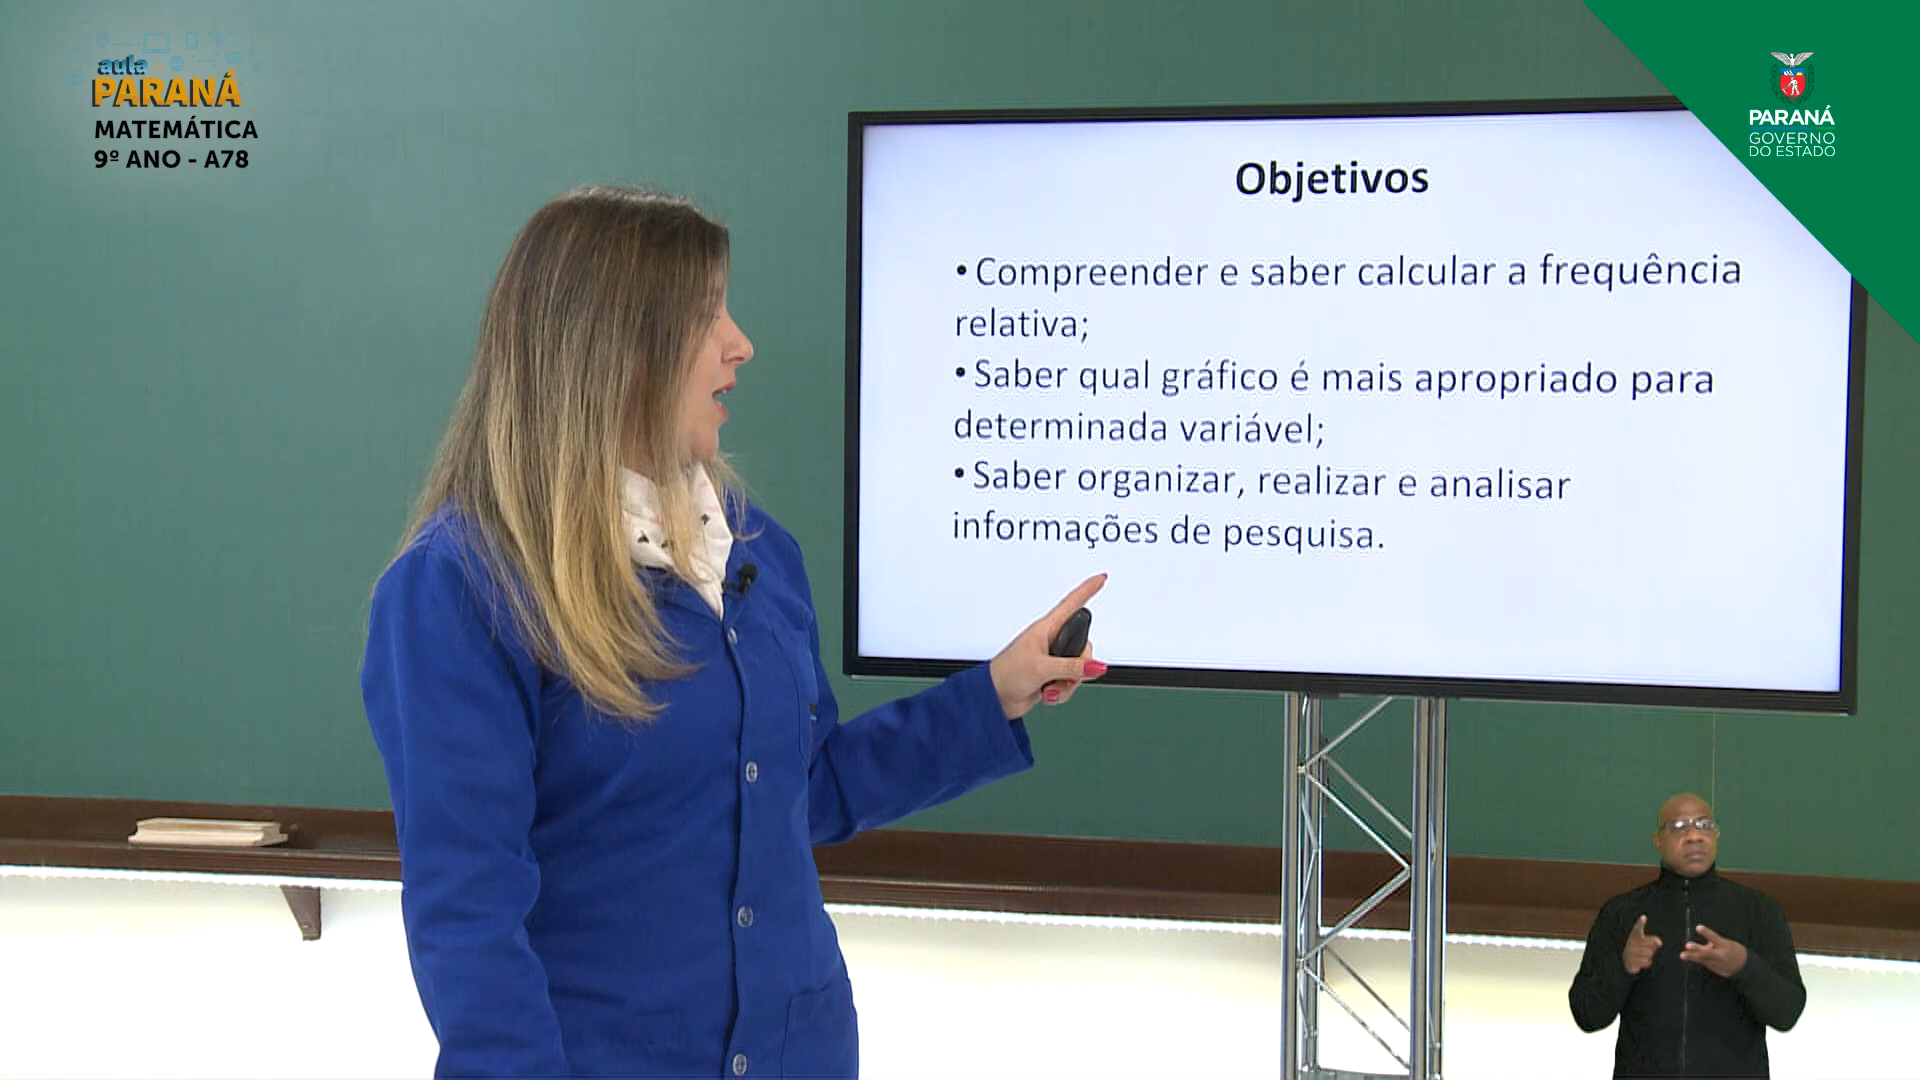 aula
PARANÁ
MATEMÁTICA
9º ANO - A78
PARANÁ
GOVERNO
DO ESTADO
Objetivos
• Compreender e saber calcular a frequência
relativa;
• Saber qual gráfico é mais apropriado para
determinada variável;
• Saber organizar, realizar e analisar
informações de pesquisa.